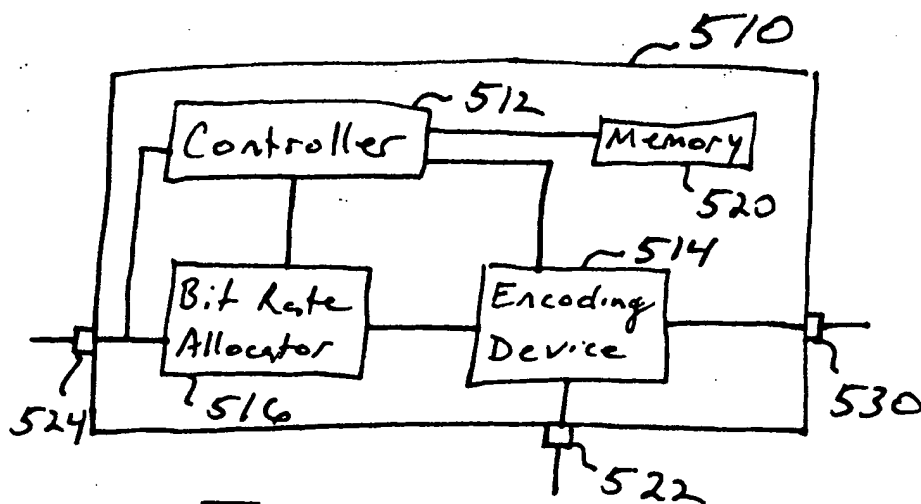 510
512
Controller
Memory
520
514
Bit Rate
Allocator
Encoding
Device
524
516
530
522